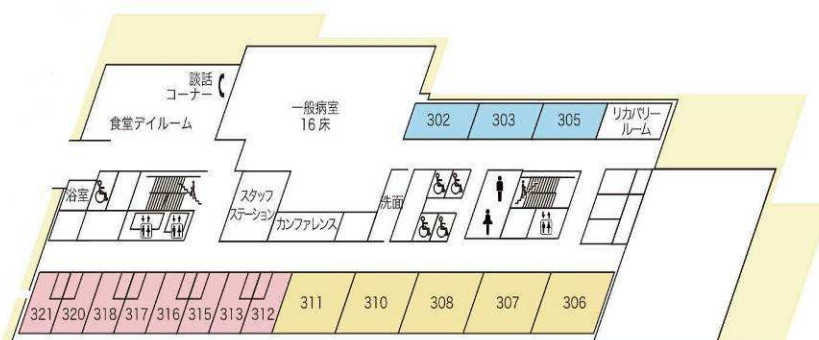 談話
コーナー
食堂デイルーム
一般病室
16床
302
303
305
リカバリー
ルーム
浴室
スタッフ
ステーション
カンファレンス
洗面
321
320
318
317
316
315
313
312
311
310
308
307
306